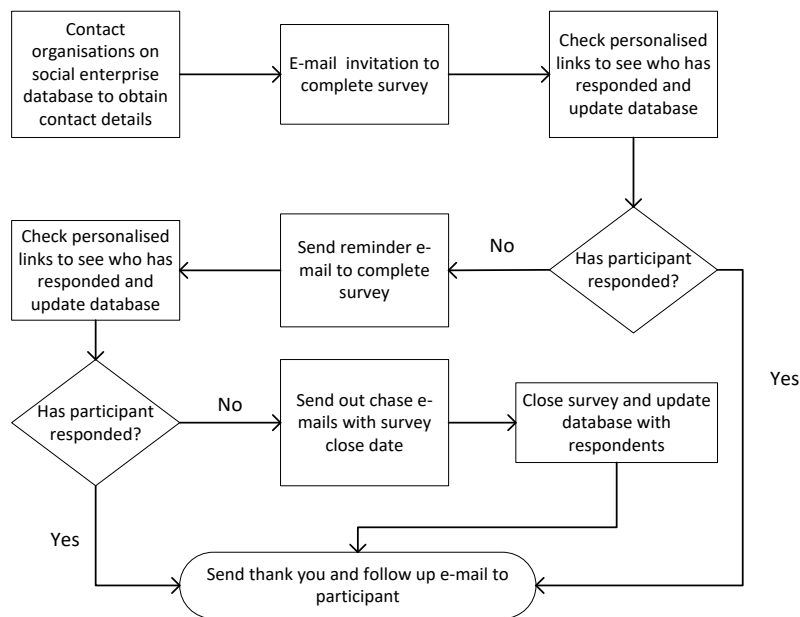 Contact
organisations on
social enterprise
database to obtain
contact details
E-mail invitation to
complete survey
Check personalised
links to see who has
responded and
update database
Has participant
responded?
No
Yes
Send reminder e-
mail to complete
survey
Check personalised
links to see who has
responded and
update database
Has participant
responded?
No
Yes
Send out chase e-
mails with survey
close date
Close survey and update
database with
respondents
Send thank you and follow up e-mail to
participant